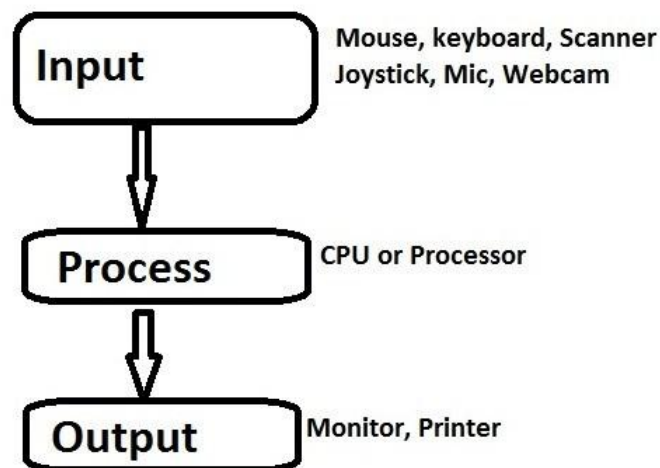 Input
Mouse, keyboard, Scanner
Joystick, Mic, Webcam
Process
CPU or Processor
Output
Monitor, Printer